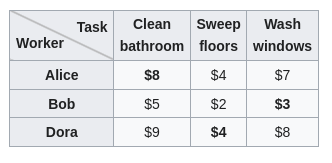 Worker Task Clean bathroom Sweep floors Wash windows
Alice $8 $4 $7
Bob $5 $2 $3
Dora $9 $4 $8